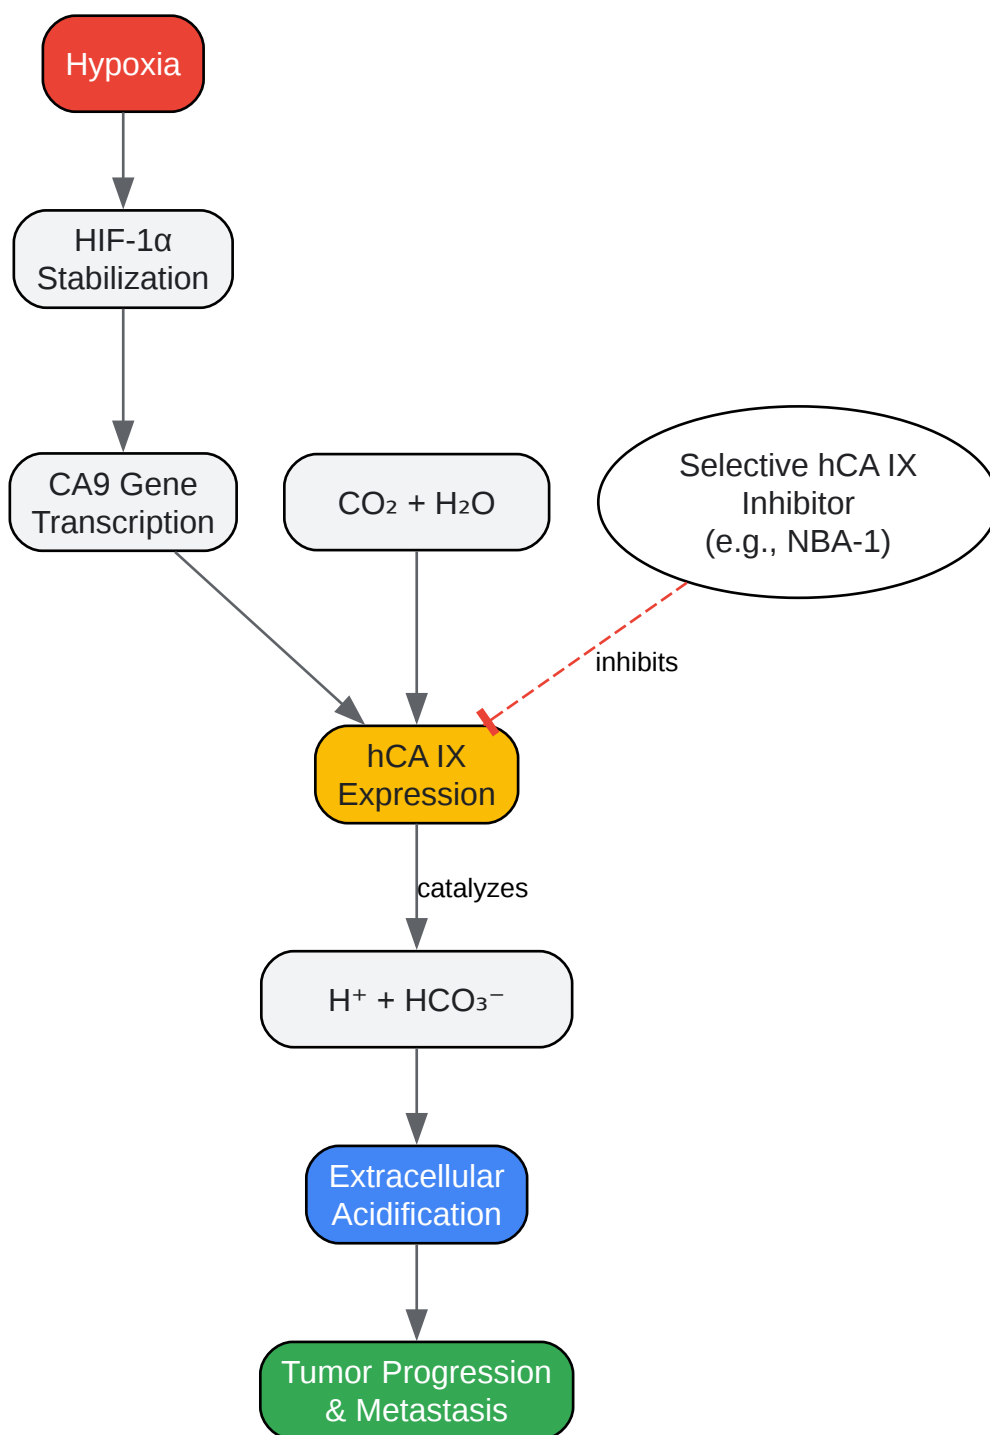 Hypoxia
HIF-1α
Stabilization
CA9 Gene
Transcription
CO₂ + H₂O
Selective hCA IX
Inhibitor
(e.g., NBA-1)
inhibits
hCA IX
Expression
catalyzes
H⁺ + HCO₃⁻
Extracellular
Acidification
Tumor Progression
& Metastasis